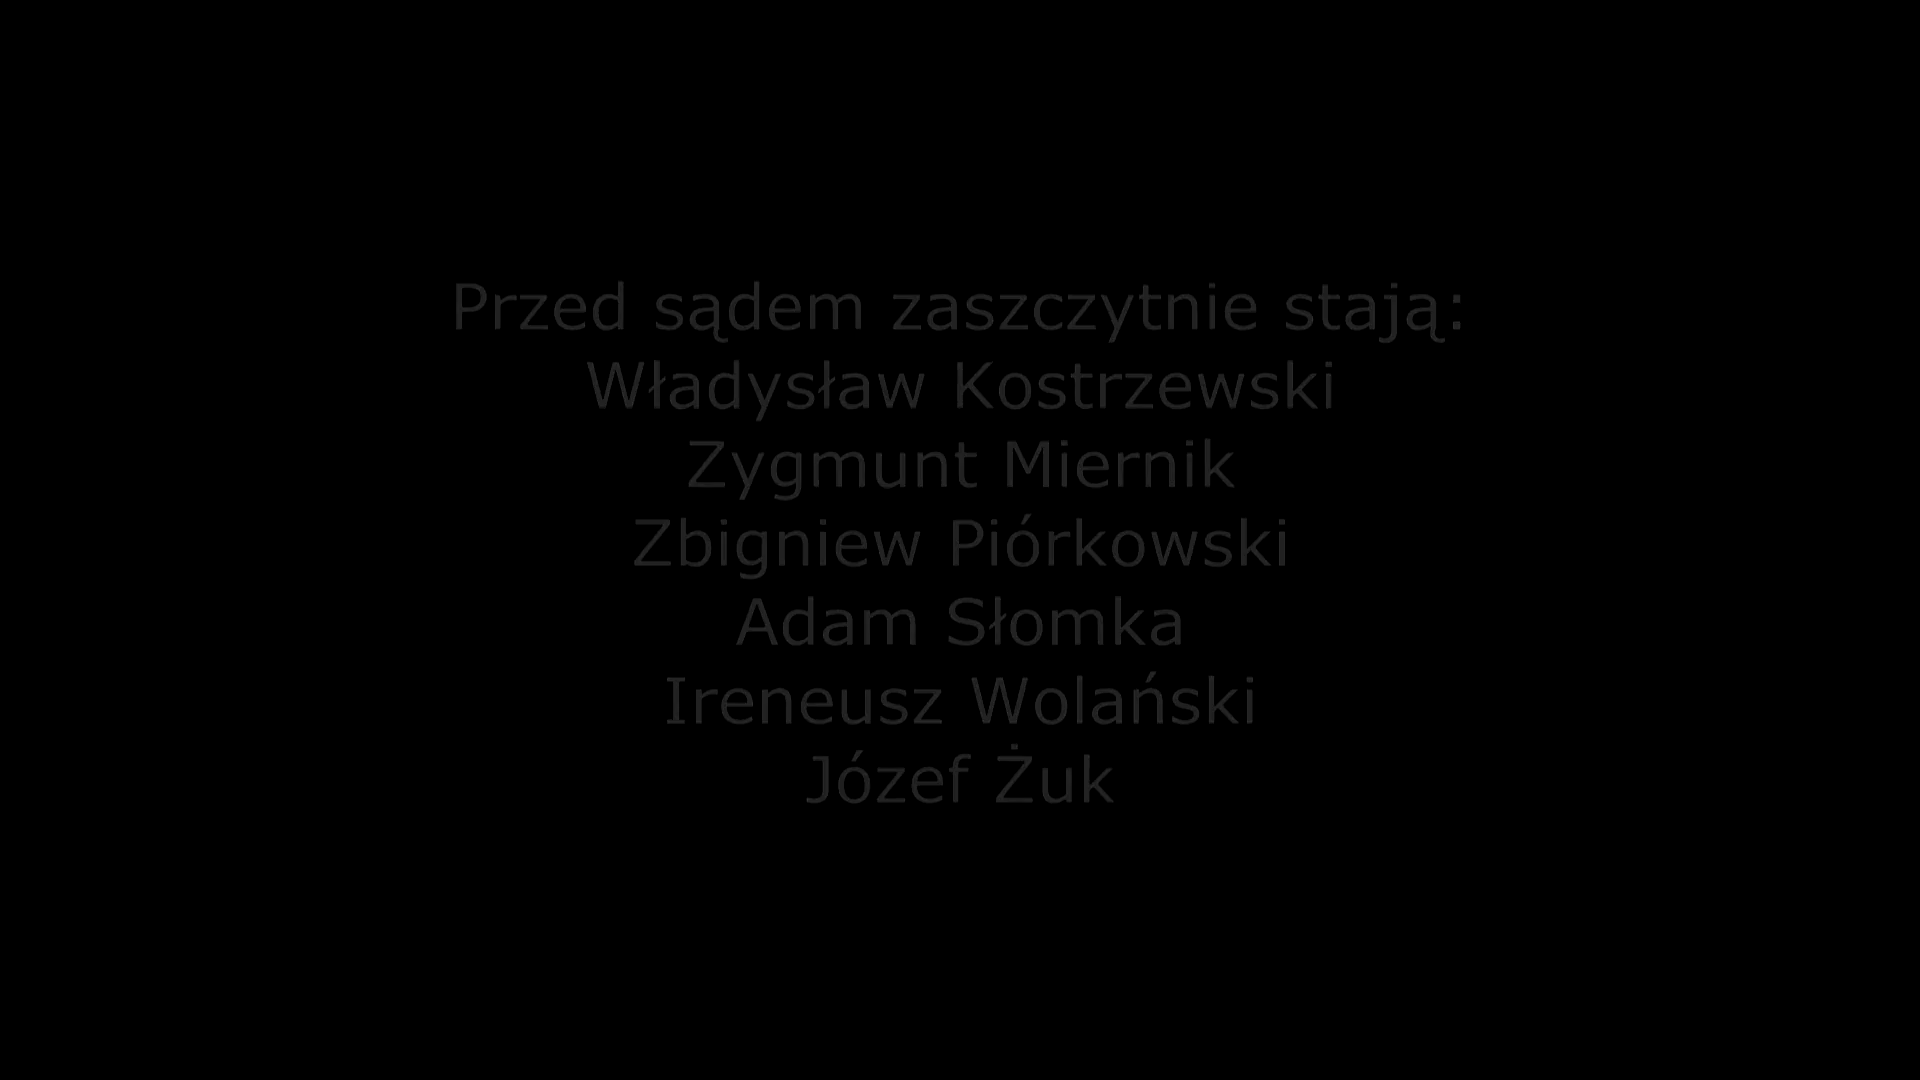 Przed sądem zaszczytnie stają:
Władysław Kostrzewski
Zygmunt Miernik
Zbigniew Piórkowski
Adam Słomka
Ireneusz Wolański
Józef Żuk